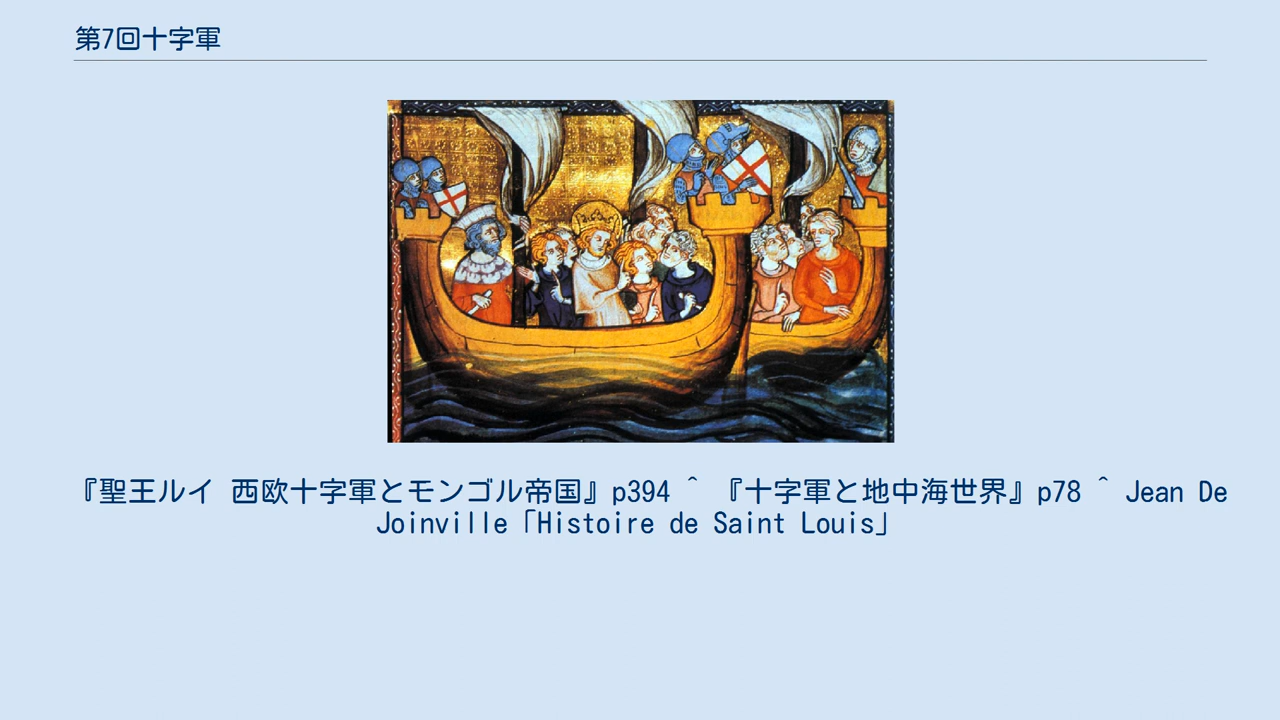 第7回十字軍
『聖王ルイ 西欧十字軍とモンゴル帝国』p394 ^ 『十字軍と地中海世界』p78 ^ Jean De
Joinville「Histoire de Saint Louis」